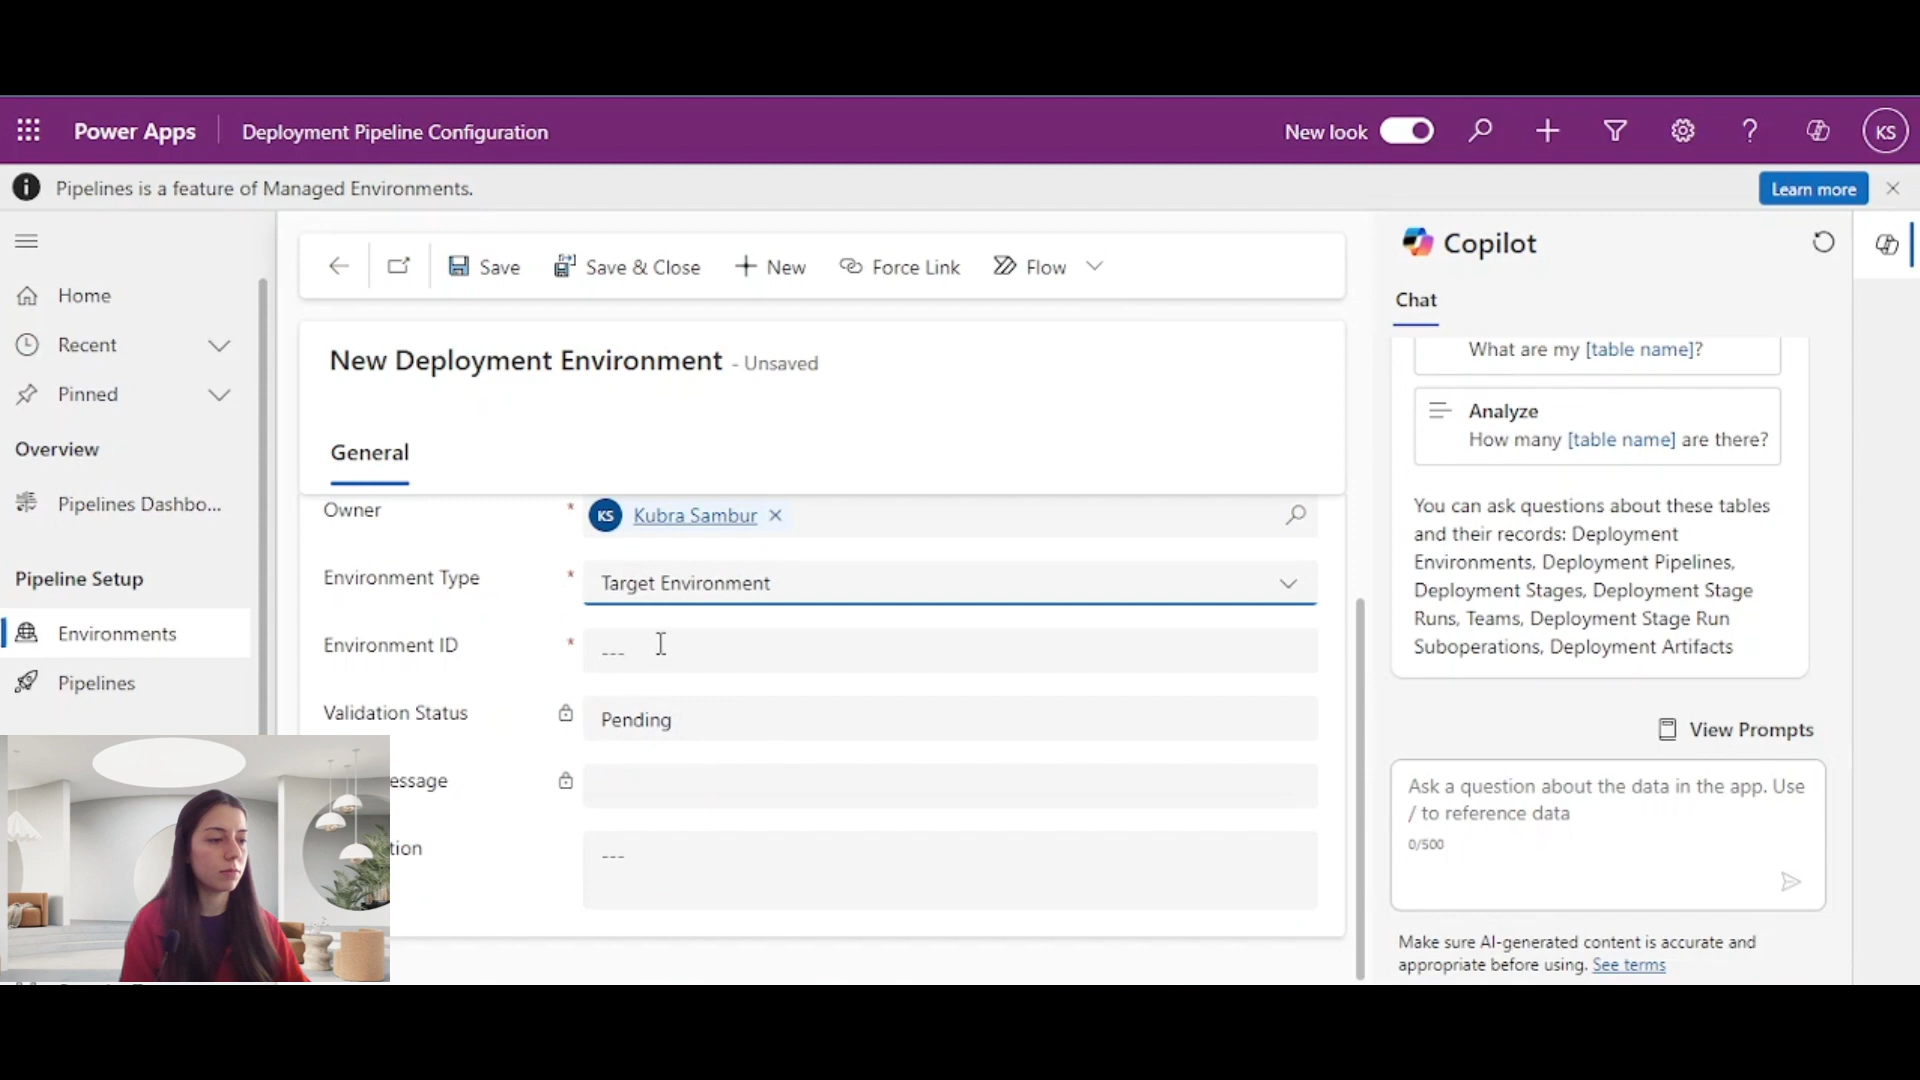 Power Apps
Deployment Pipeline Configuration
New look
KS
Pipelines is a feature of Managed Environments.
Learn more
Home
Recent
Pinned
Overview
Pipelines Dashbo...
Pipeline Setup
Environments
Pipelines
Save
Save & Close
New
Force Link
Flow
New Deployment Environment - Unsaved
General
Owner * KS Kubra Sambur
Environment Type * Target Environment
Environment ID * ---
Validation Status Pending
essage
tion ---
Copilot
Chat
What are my [table name]?
Analyze
How many [table name] are there?
You can ask questions about these tables
and their records: Deployment
Environments, Deployment Pipelines,
Deployment Stages, Deployment Stage
Runs, Teams, Deployment Stage Run
Suboperations, Deployment Artifacts
View Prompts
Ask a question about the data in the app. Use
/ to reference data
0/500
Make sure AI-generated content is accurate and
appropriate before using. See terms